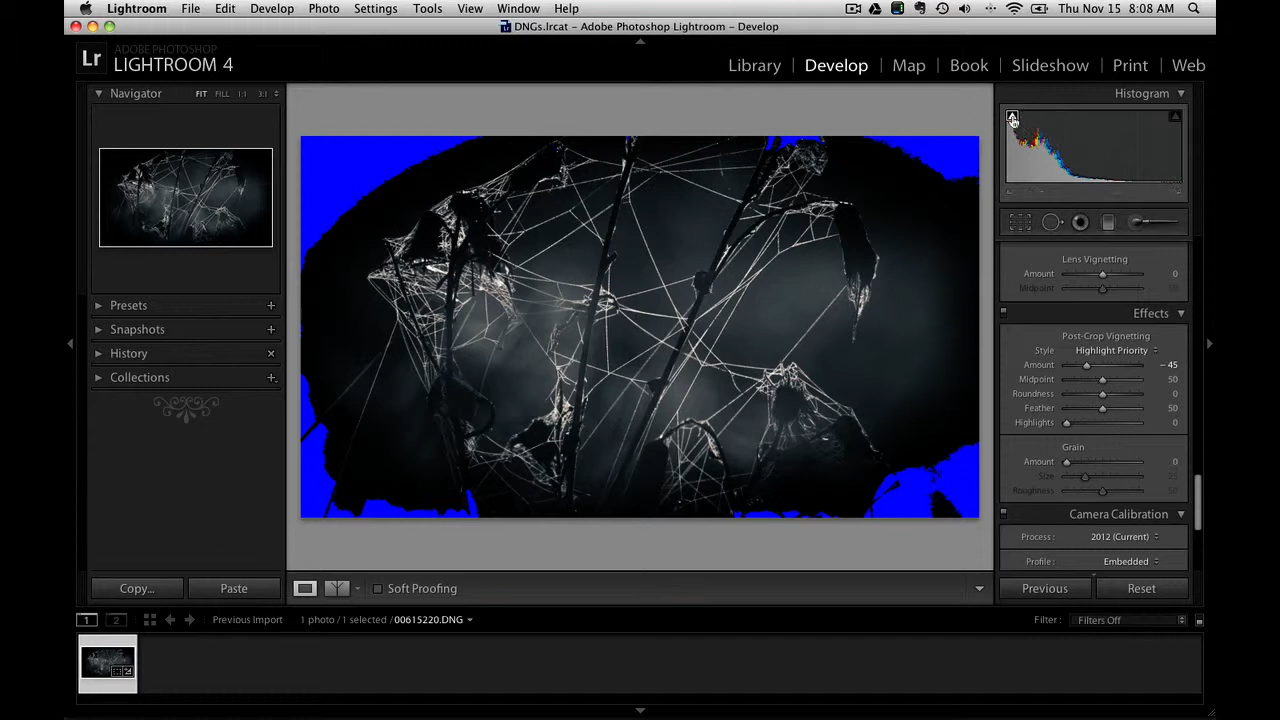 Lightroom File Edit Develop Photo Settings Tools View Window Help Thu Nov 15 8:08 AM
DNGs.lrcat – Adobe Photoshop Lightroom – Develop
Lr ADOBE PHOTOSHOP
LIGHTROOM 4
Library Develop Map Book Slideshow Print Web
Navigator FIT FILL 1:1 3:1
Histogram
Presets
Snapshots
History
Collections
Lens Vignetting
Amount 0
Midpoint
Effects
Post-Crop Vignetting
Style Highlight Priority
Amount – 45
Midpoint 50
Roundness 0
Feather 50
Highlights 0
Grain
Amount 0
Size 25
Roughness 50
Camera Calibration
Process : 2012 (Current)
Profile : Embedded
Copy... Paste
Soft Proofing
Previous Reset
1 2 Previous Import 1 photo / 1 selected / 00615220.DNG Filter : Filters Off